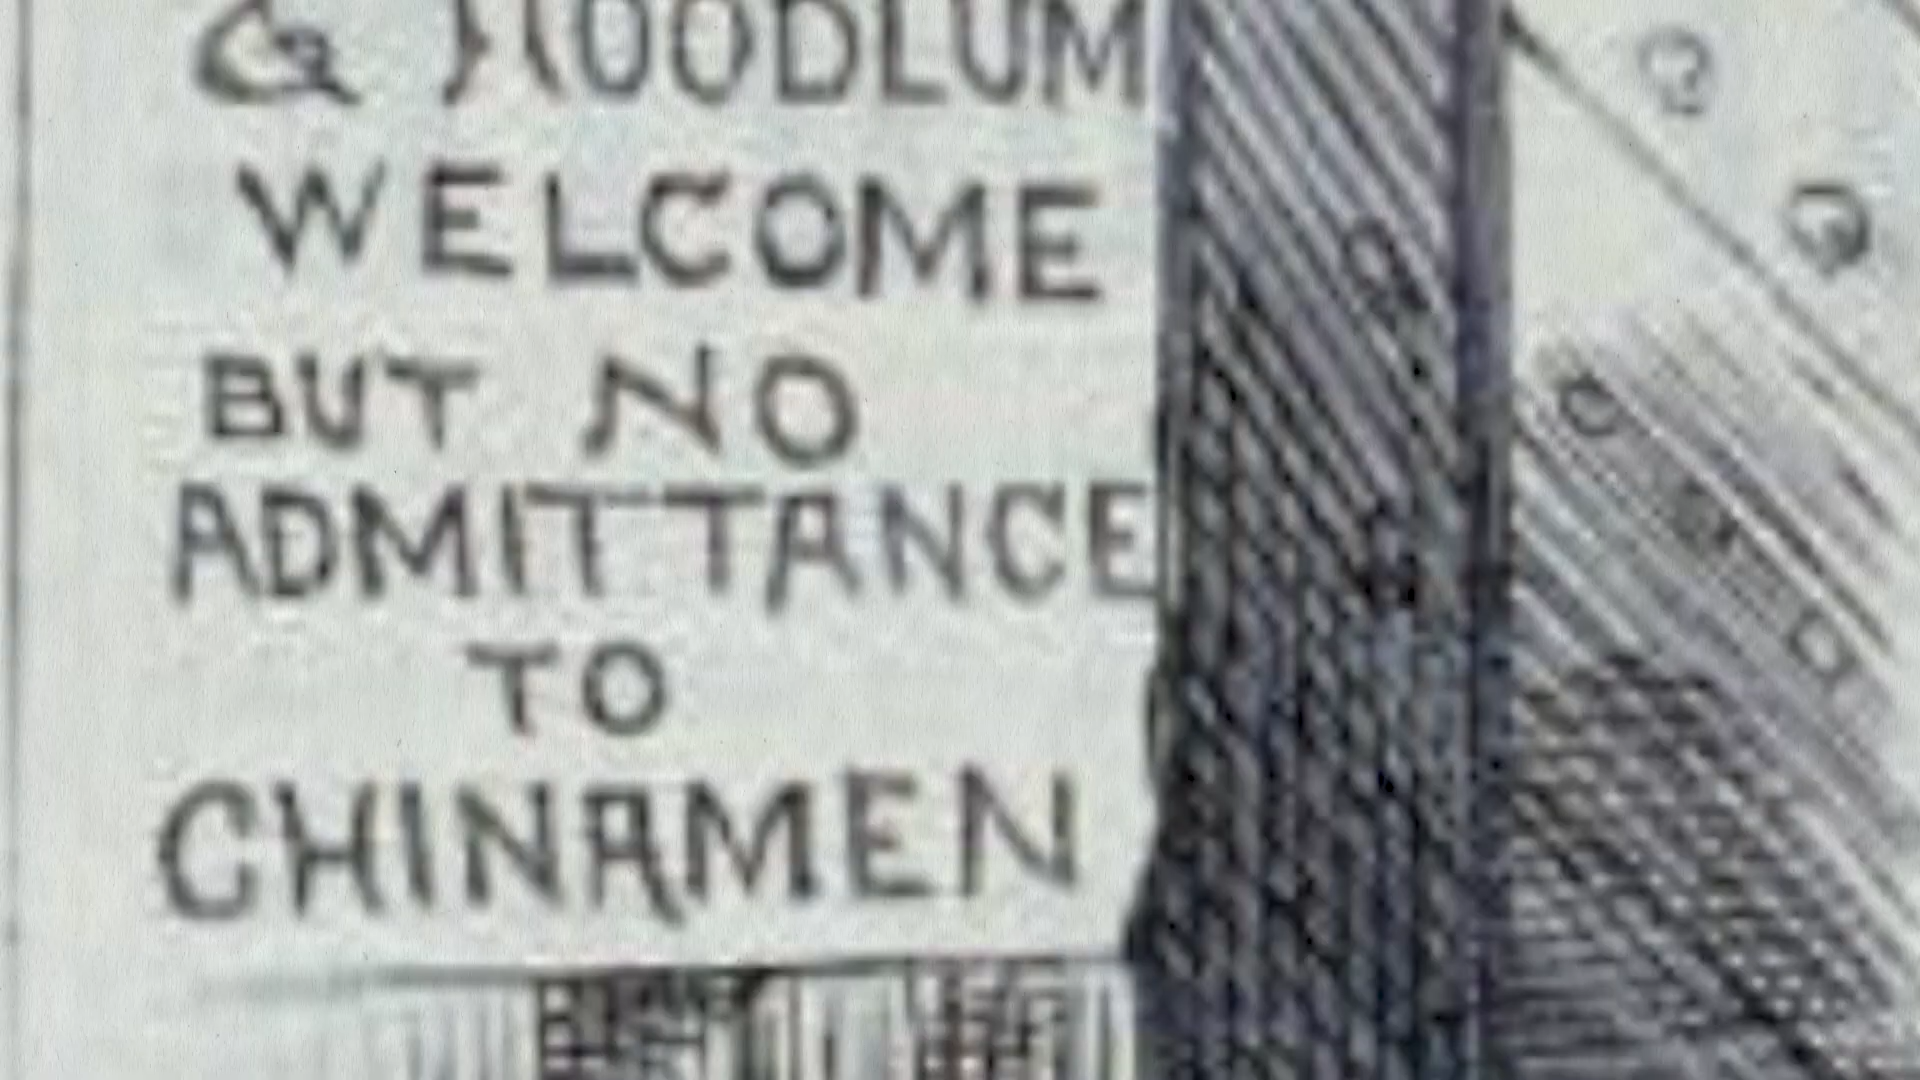 & HOODLUM
WELCOME
BUT NO
ADMITTANCE
TO
CHINAMEN